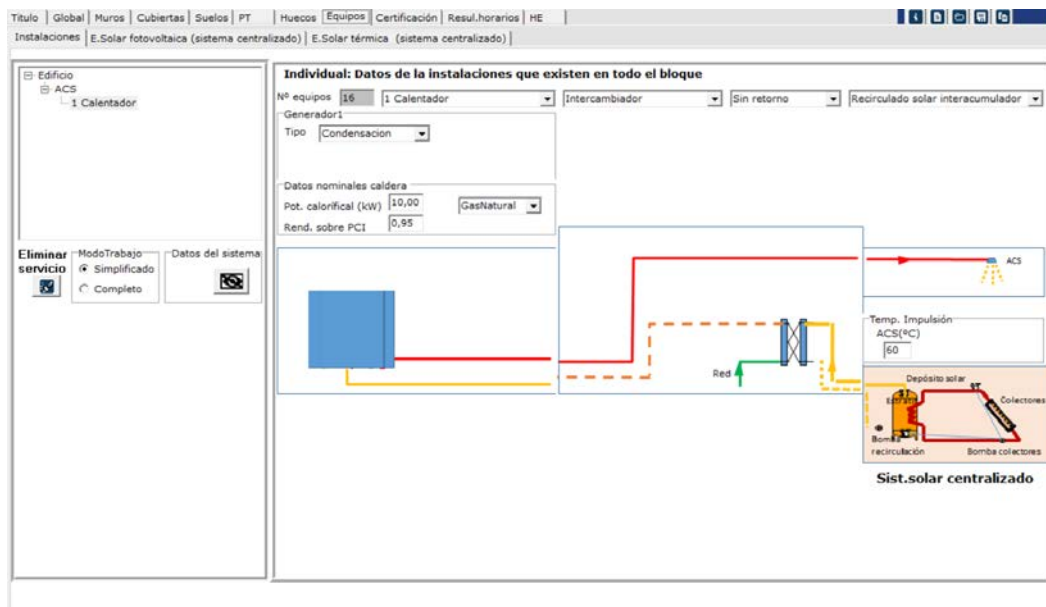 Titulo Global Muros Cubiertas Suelos PT Huecos Equipos Certificación Resul.horarios HE
Instalaciones E.Solar fotovoltaica (sistema centralizado) E.Solar térmica (sistema centralizado)
Edificio
ACS
1 Calentador
Eliminar servicio
ModoTrabajo
Simplificado
Completo
Datos del sistema
Individual: Datos de la instalaciones que existen en todo el bloque
Nº equipos 16 1 Calentador Intercambiador Sin retorno Recirculado solar interacumulador
Generador1
Tipo Condensacion
Datos nominales caldera
Pot. calorifical (kW) 10,00 GasNatural
Rend. sobre PCI 0,95
Red
ACS
Temp. Impulsión
ACS(ºC)
60
Depósito solar
Colectores
Bomba
recirculación
Bomba colectores
Sist.solar centralizado